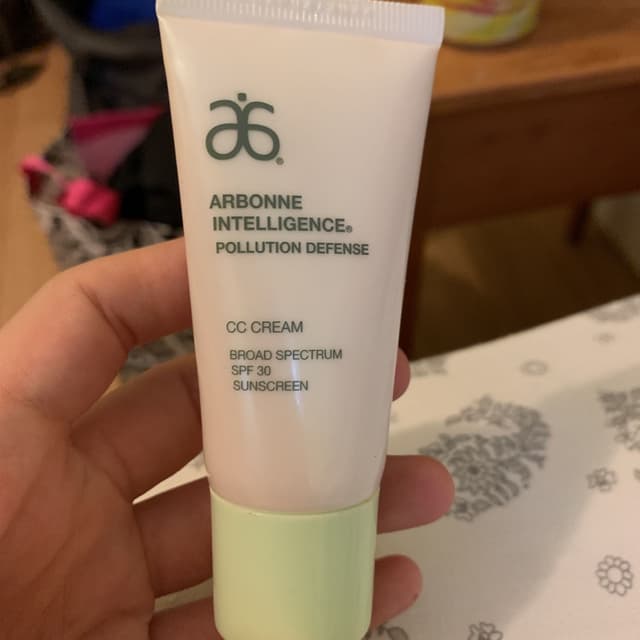 ARBONNE
INTELLIGENCE®
POLLUTION DEFENSE
CC CREAM
BROAD SPECTRUM
SPF 30
SUNSCREEN